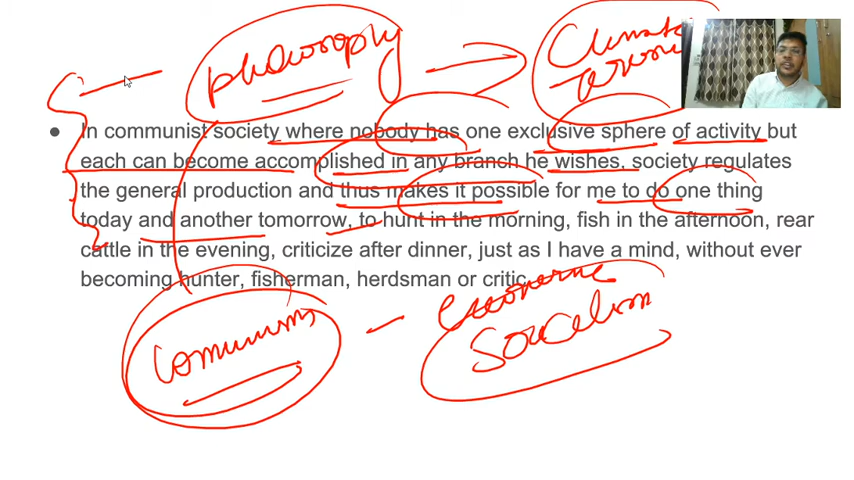 philosophy
● In communist society where nobody has one exclusive sphere of activity but
each can become accomplished in any branch he wishes, society regulates
the general production and thus makes it possible for me to do one thing
today and another tomorrow, to hunt in the morning, fish in the afternoon, rear
cattle in the evening, criticize after dinner, just as I have a mind, without ever
becoming hunter, fisherman, herdsman or critic.
Communism –